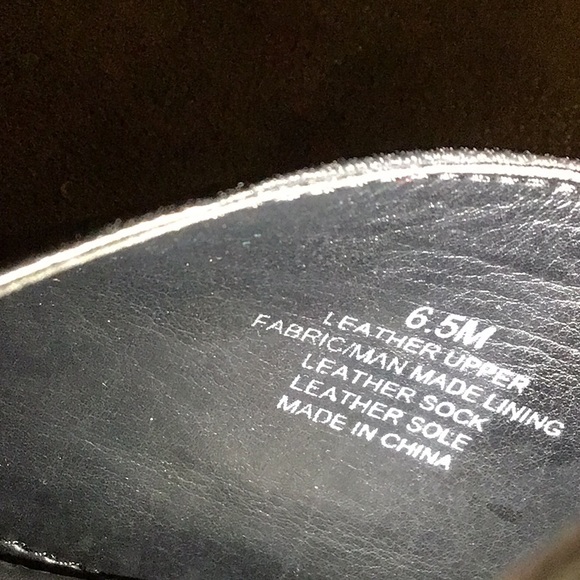 6.5M
LEATHER UPPER
FABRIC/MAN MADE LINING
LEATHER SOCK
LEATHER SOLE
MADE IN CHINA